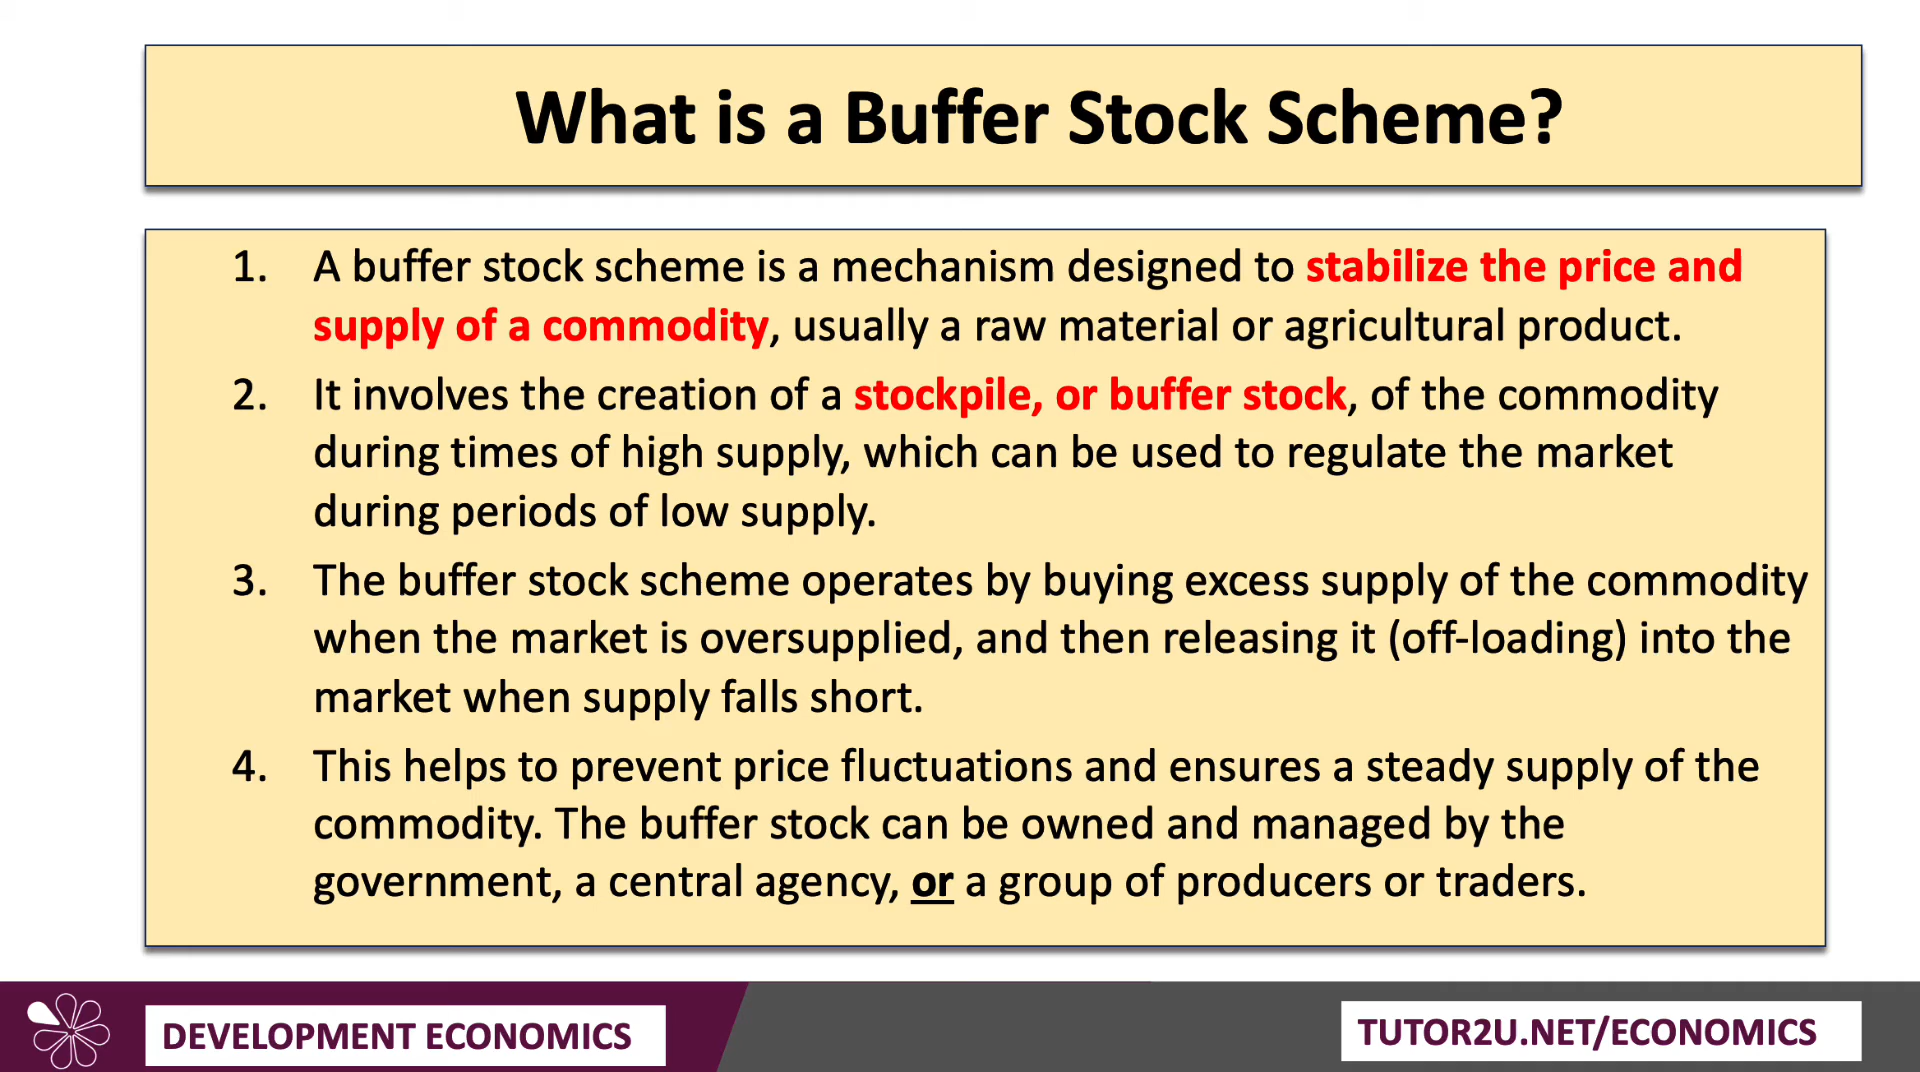 What is a Buffer Stock Scheme?
1. A buffer stock scheme is a mechanism designed to stabilize the price and
supply of a commodity, usually a raw material or agricultural product.
2. It involves the creation of a stockpile, or buffer stock, of the commodity
during times of high supply, which can be used to regulate the market
during periods of low supply.
3. The buffer stock scheme operates by buying excess supply of the commodity
when the market is oversupplied, and then releasing it (off-loading) into the
market when supply falls short.
4. This helps to prevent price fluctuations and ensures a steady supply of the
commodity. The buffer stock can be owned and managed by the
government, a central agency, or a group of producers or traders.
DEVELOPMENT ECONOMICS
TUTOR2U.NET/ECONOMICS